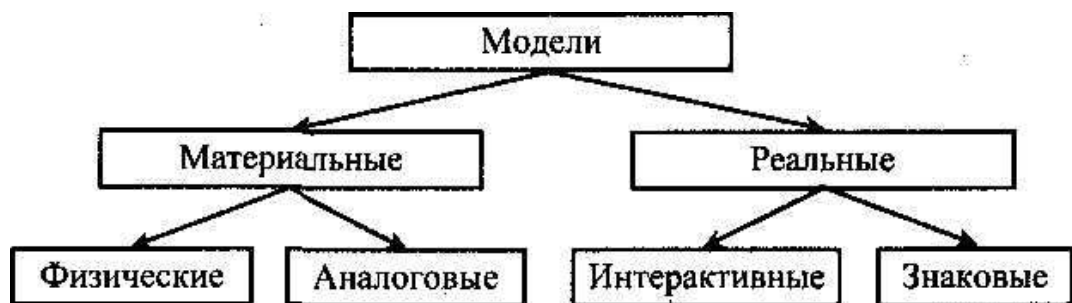 Модели
Материальные
Реальные
Физические
Аналоговые
Интерактивные
Знаковые